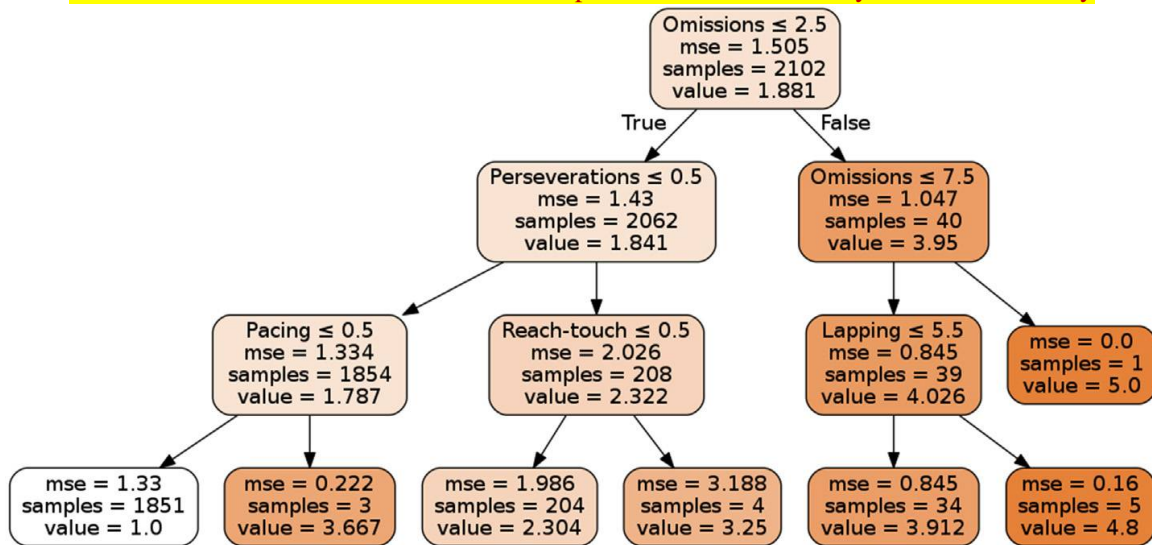 Omissions ≤ 2.5
mse = 1.505
samples = 2102
value = 1.881
True
False
Perseverations ≤ 0.5
mse = 1.43
samples = 2062
value = 1.841
Omissions ≤ 7.5
mse = 1.047
samples = 40
value = 3.95
Pacing ≤ 0.5
mse = 1.334
samples = 1854
value = 1.787
Reach-touch ≤ 0.5
mse = 2.026
samples = 208
value = 2.322
Lapping ≤ 5.5
mse = 0.845
samples = 39
value = 4.026
mse = 0.0
samples = 1
value = 5.0
mse = 1.33
samples = 1851
value = 1.0
mse = 0.222
samples = 3
value = 3.667
mse = 1.986
samples = 204
value = 2.304
mse = 3.188
samples = 4
value = 3.25
mse = 0.845
samples = 34
value = 3.912
mse = 0.16
samples = 5
value = 4.8